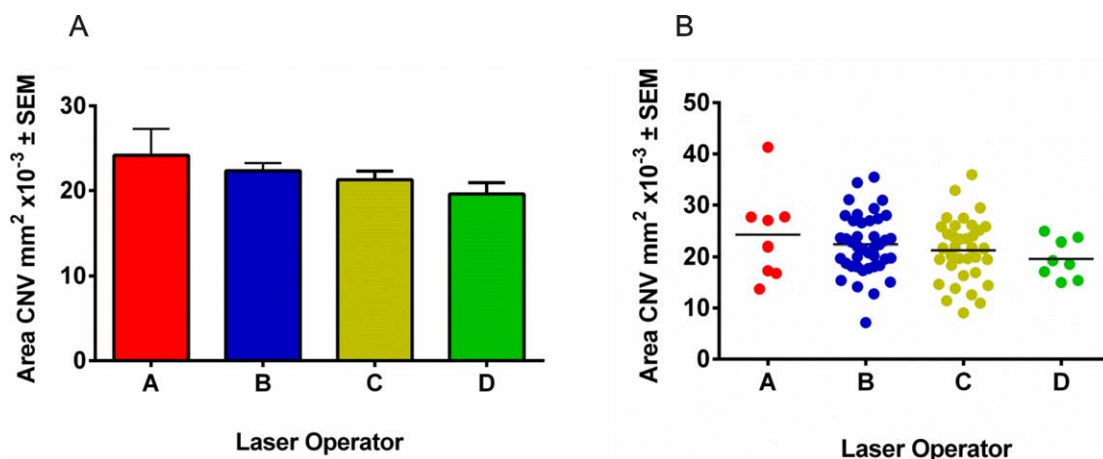 A
Area CNV mm² x10⁻³ ± SEM
30
20
10
0
A B C D
Laser Operator
B
Area CNV mm² x10⁻³ ± SEM
50
40
30
20
10
0
A B C D
Laser Operator